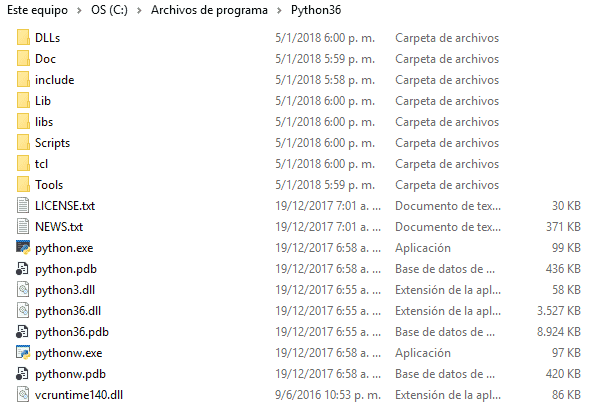 Este equipo > OS (C:) > Archivos de programa > Python36
DLLs 5/1/2018 6:00 p. m. Carpeta de archivos
Doc 5/1/2018 5:59 p. m. Carpeta de archivos
include 5/1/2018 5:58 p. m. Carpeta de archivos
Lib 5/1/2018 6:00 p. m. Carpeta de archivos
libs 5/1/2018 6:00 p. m. Carpeta de archivos
Scripts 5/1/2018 6:00 p. m. Carpeta de archivos
tcl 5/1/2018 6:00 p. m. Carpeta de archivos
Tools 5/1/2018 5:59 p. m. Carpeta de archivos
LICENSE.txt 19/12/2017 7:01 a. ... Documento de tex... 30 KB
NEWS.txt 19/12/2017 7:01 a. ... Documento de tex... 371 KB
python.exe 19/12/2017 6:58 a. ... Aplicación 99 KB
python.pdb 19/12/2017 6:58 a. ... Base de datos de ... 436 KB
python3.dll 19/12/2017 6:55 a. ... Extensión de la apl... 58 KB
python36.dll 19/12/2017 6:55 a. ... Extensión de la apl... 3.527 KB
python36.pdb 19/12/2017 6:55 a. ... Base de datos de ... 8.924 KB
pythonw.exe 19/12/2017 6:58 a. ... Aplicación 97 KB
pythonw.pdb 19/12/2017 6:58 a. ... Base de datos de ... 420 KB
vcruntime140.dll 9/6/2016 10:53 p. m. Extensión de la apl... 86 KB